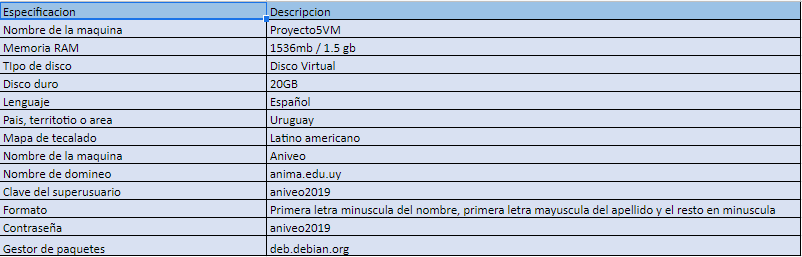 Especificacion Descripcion
Nombre de la maquina Proyecto5VM
Memoria RAM 1536mb / 1.5 gb
TIpo de disco Disco Virtual
Disco duro 20GB
Lenguaje Español
Pais, territotio o area Uruguay
Mapa de tecalado Latino americano
Nombre de la maquina Aniveo
Nombre de domineo anima.edu.uy
Clave del superusuario aniveo2019
Formato Primera letra minuscula del nombre, primera letra mayuscula del apellido y el resto en minuscula
Contraseña aniveo2019
Gestor de paquetes deb.debian.org